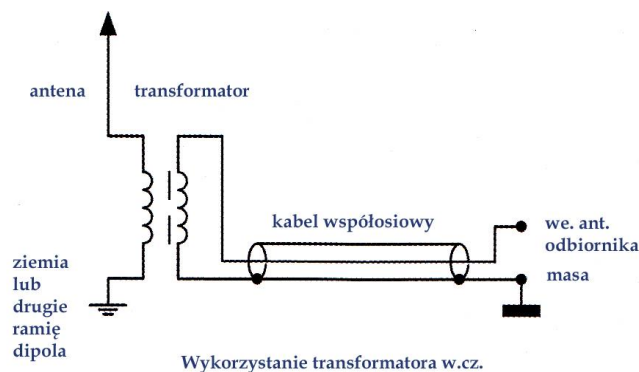 antena
transformator
kabel współosiowy
we. ant.
odbiornika
masa
ziemia
lub
drugie
ramię
dipola
Wykorzystanie transformatora w.cz.